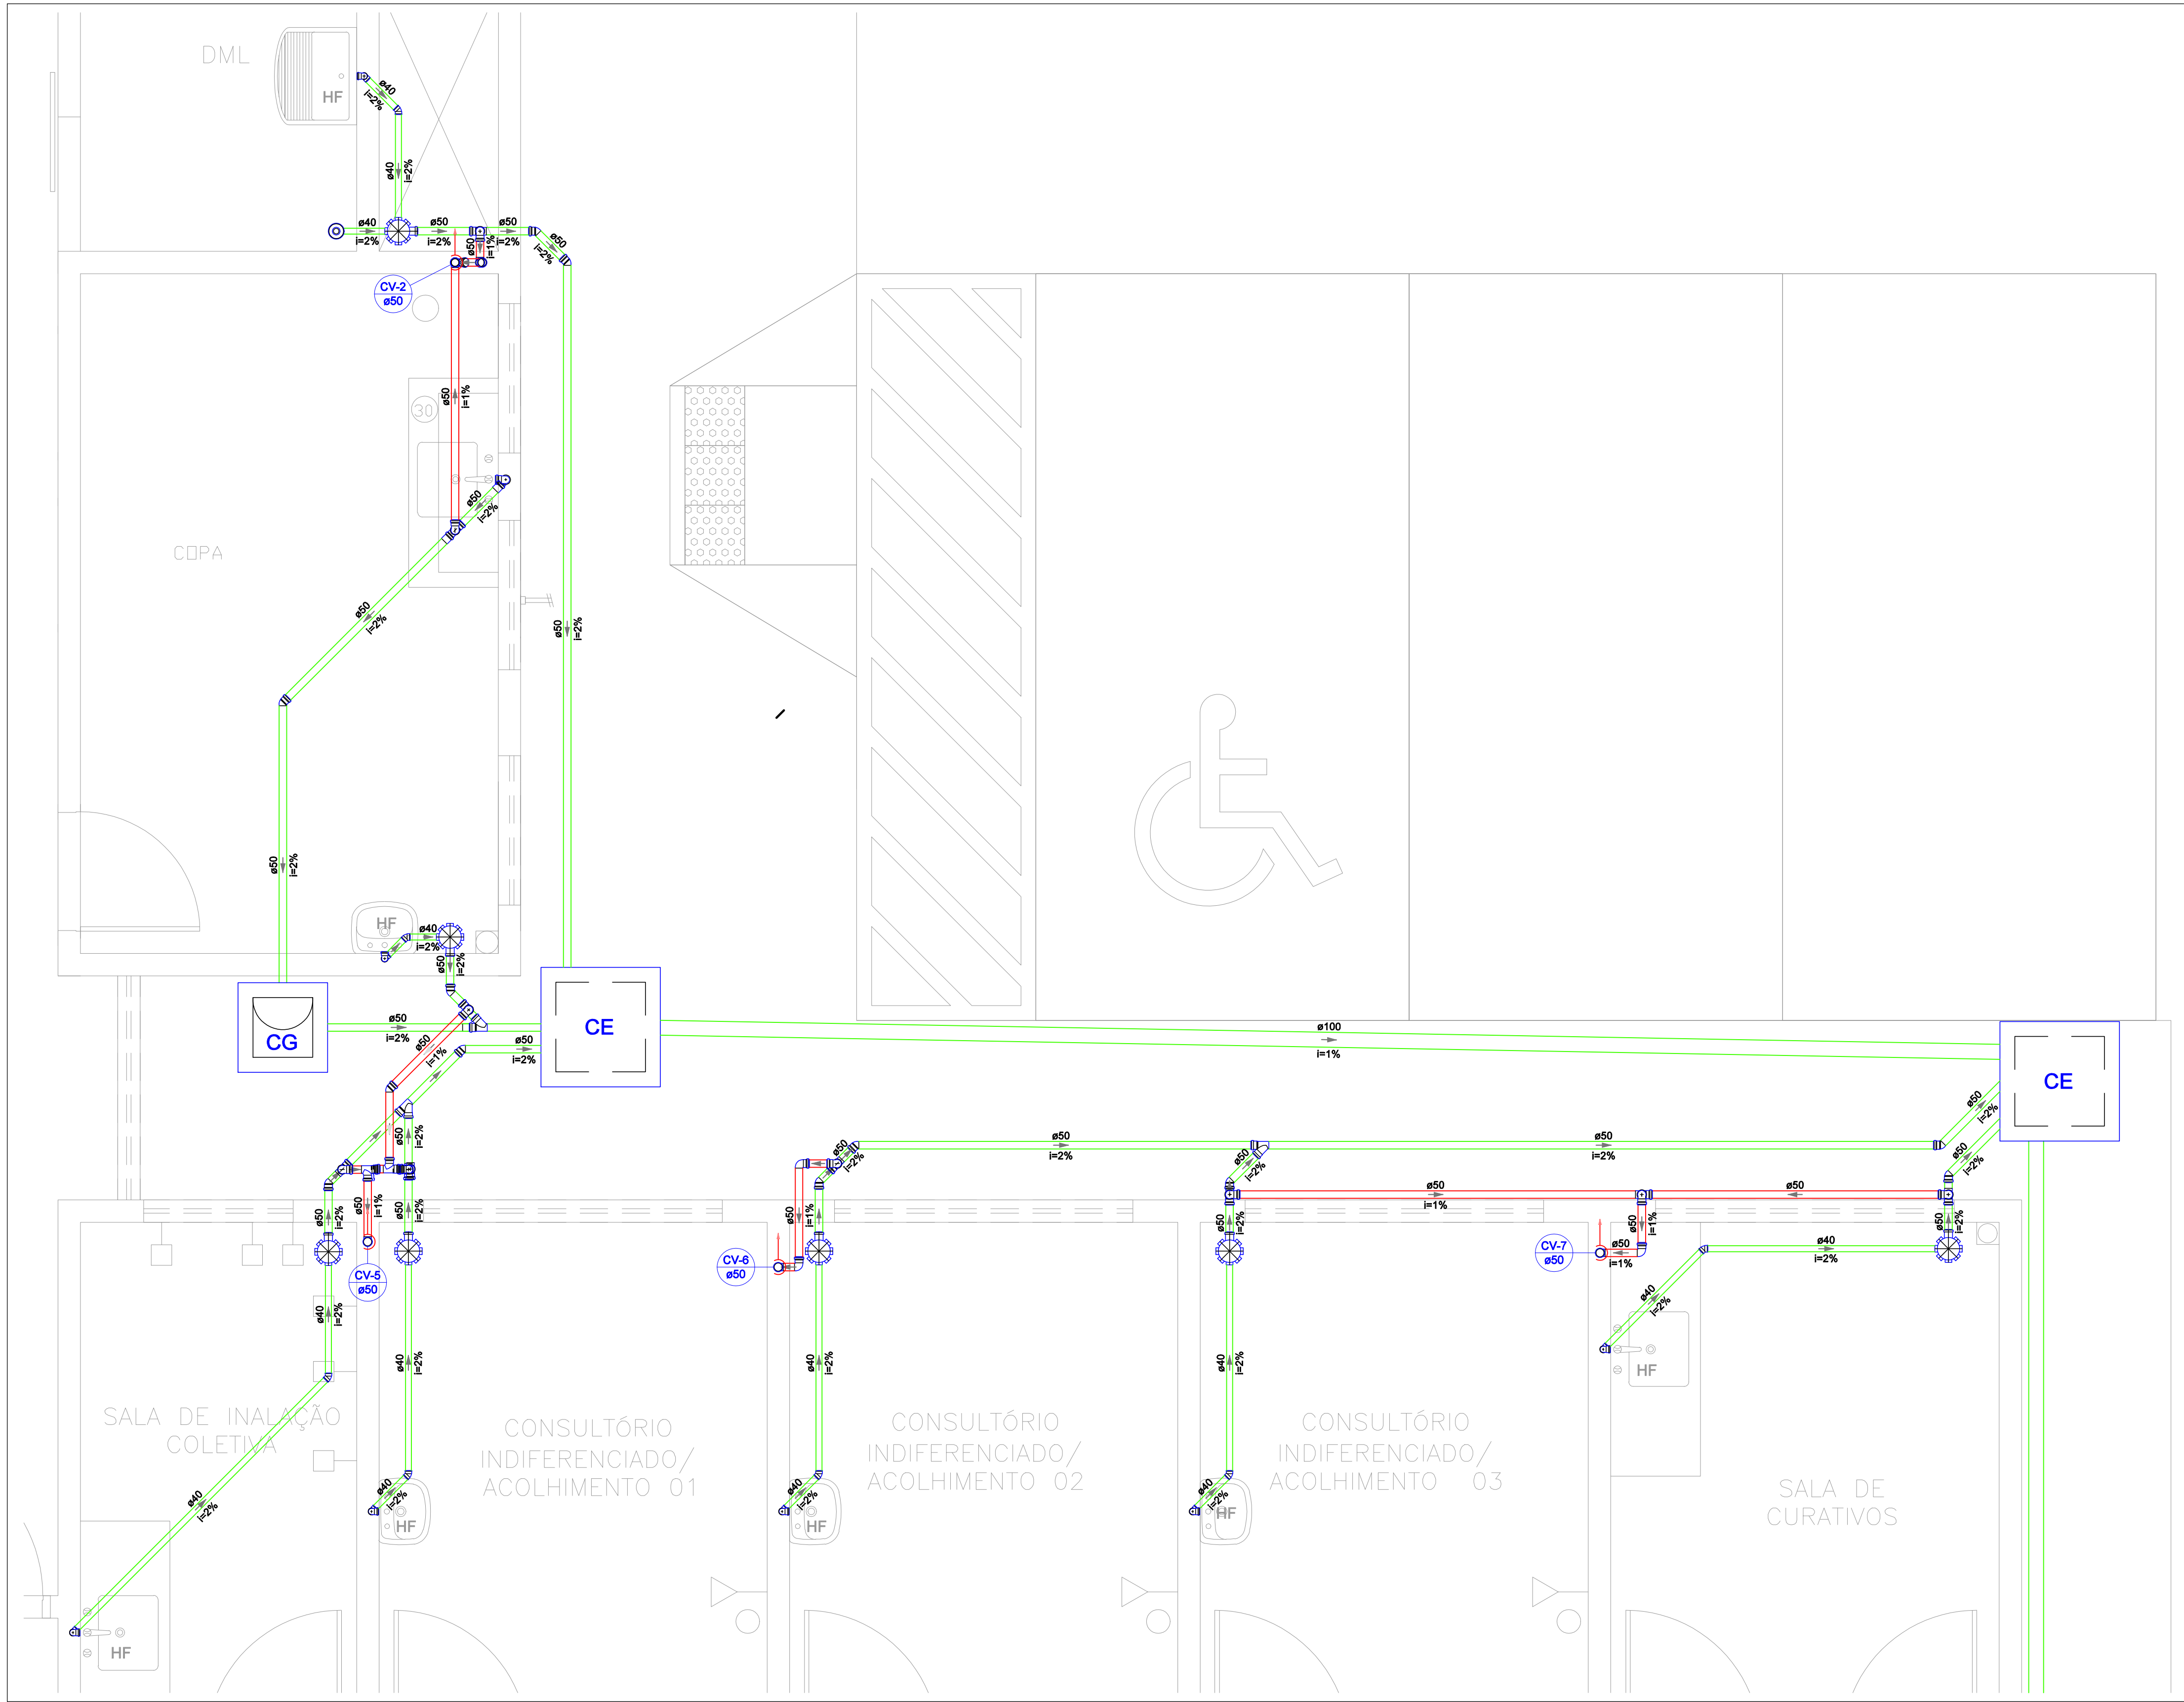 DML
HF
ø40
i=2%
ø40
i=2%
ø40
i=2%
ø50
i=2%
ø50
i=2%
ø50
i=1%
ø50
i=2%
CV-2
ø50
ø50
i=1%
30
ø50
i=2%
COPA
ø50
i=2%
ø50
i=2%
ø50
i=2%
HF
ø40
i=2%
ø50
i=2%
CG
ø50
i=2%
ø50
i=1%
ø50
i=2%
CE
ø100
i=1%
CE
ø50
i=2%
ø50
i=2%
ø50
i=2%
ø50
i=2%
ø50
i=2%
ø50
i=2%
ø50
i=2%
ø50
i=1%
ø50
ø50
i=2%
ø50
i=1%
ø50
i=2%
ø50
i=1%
ø50
i=2%
ø50
i=1%
ø50
i=2%
CV-5
ø50
CV-6
ø50
CV-7
ø50
ø50
i=1%
ø40
i=2%
ø40
i=2%
ø40
i=2%
ø40
i=2%
ø40
i=2%
ø40
i=2%
HF
SALA DE INALAÇÃO
COLETIVA
CONSULTÓRIO
INDIFERENCIADO/
ACOLHIMENTO 01
CONSULTÓRIO
INDIFERENCIADO/
ACOLHIMENTO 02
CONSULTÓRIO
INDIFERENCIADO/
ACOLHIMENTO 03
SALA DE
CURATIVOS
ø40
i=2%
ø40
i=2%
HF
ø40
i=2%
HF
ø40
i=2%
HF
HF